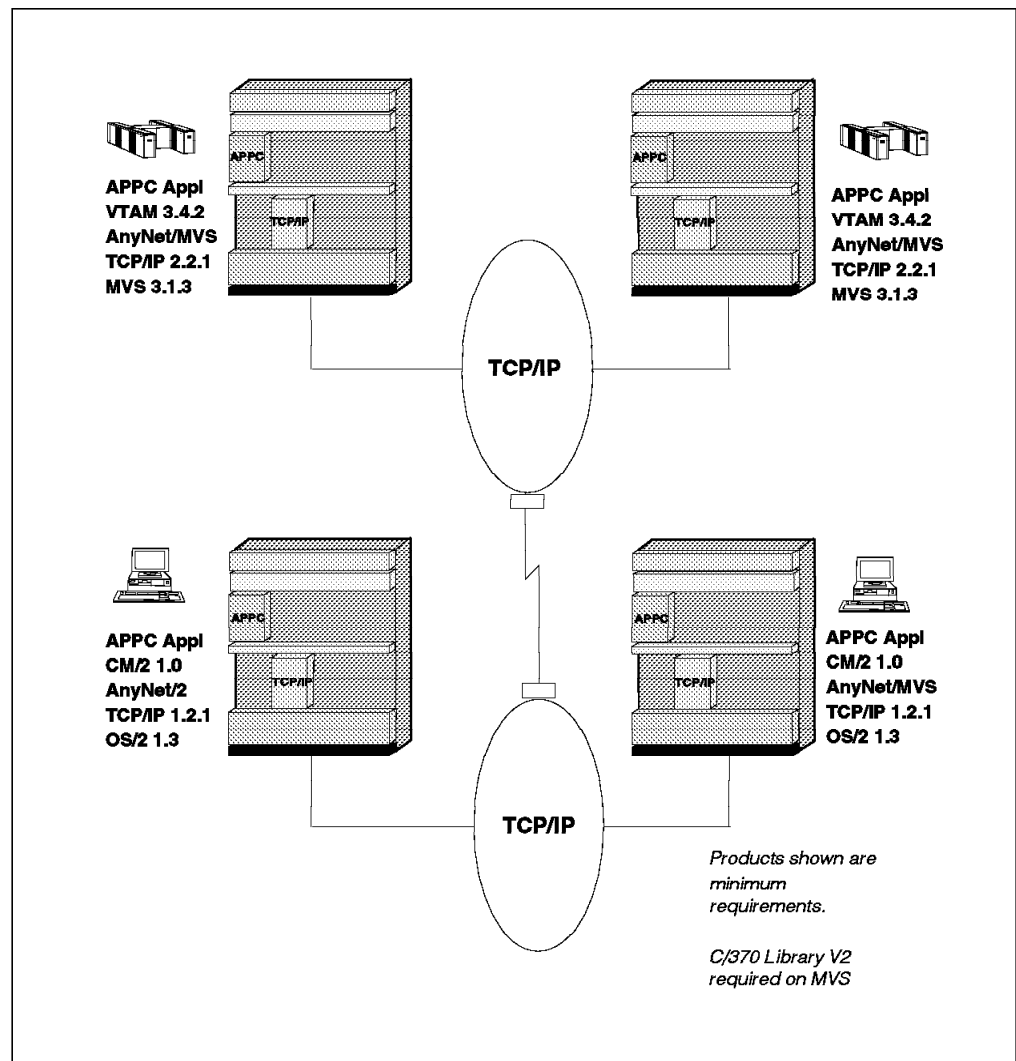 APPC
TCP/IP
APPC Appl
VTAM 3.4.2
AnyNet/MVS
TCP/IP 2.2.1
MVS 3.1.3
APPC
TCP/IP
APPC Appl
VTAM 3.4.2
AnyNet/MVS
TCP/IP 2.2.1
MVS 3.1.3
TCP/IP
APPC
TCP/IP
APPC Appl
CM/2 1.0
AnyNet/2
TCP/IP 1.2.1
OS/2 1.3
APPC
TCP/IP
APPC Appl
CM/2 1.0
AnyNet/MVS
TCP/IP 1.2.1
OS/2 1.3
TCP/IP
Products shown are
minimum
requirements.
C/370 Library V2
required on MVS